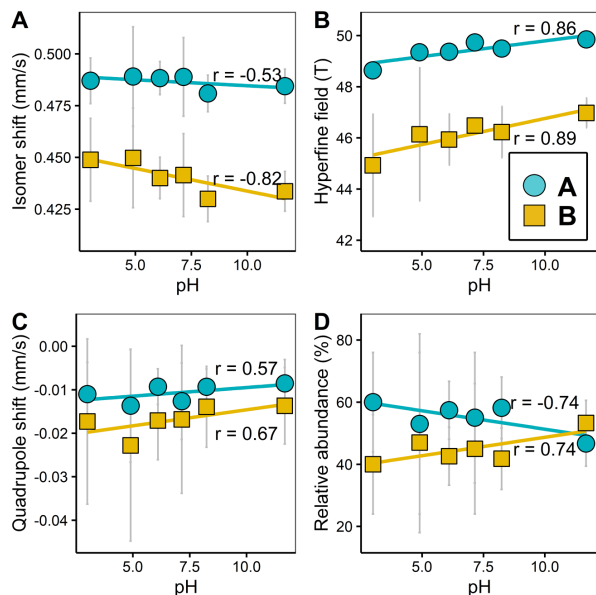 A
Isomer shift (mm/s)
0.500
0.475
0.450
0.425
r = -0.53
r = -0.82
5.0
7.5
10.0
pH
B
Hyperfine field (T)
50
48
46
44
42
r = 0.86
r = 0.89
A
B
5.0
7.5
10.0
pH
C
Quadrupole shift (mm/s)
0.00
-0.01
-0.02
-0.03
-0.04
r = 0.57
r = 0.67
5.0
7.5
10.0
pH
D
Relative abundance (%)
80
60
40
20
r = -0.74
r = 0.74
5.0
7.5
10.0
pH